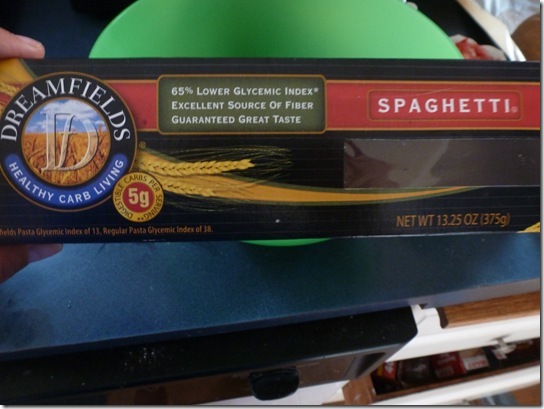 DREAMFIELDS
HEALTHY CARB LIVING
65% LOWER GLYCEMIC INDEX*
EXCELLENT SOURCE OF FIBER
GUARANTEED GREAT TASTE
SPAGHETTI
5g
DIGESTIBLE CARBS PER SERVING
NET WT 13.25 OZ (375g)
fields Pasta Glycemic Index of 13, Regular Pasta Glycemic Index of 38.